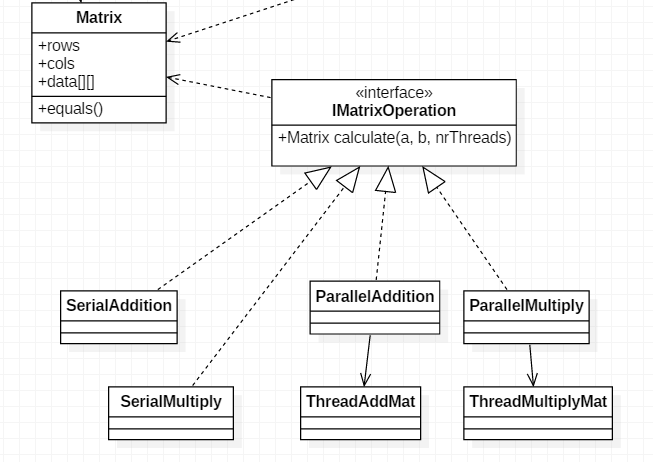 Matrix
+rows
+cols
+data[][]
+equals()
«interface»
IMatrixOperation
+Matrix calculate(a, b, nrThreads)
SerialAddition
ParallelAddition
ParallelMultiply
SerialMultiply
ThreadAddMat
ThreadMultiplyMat